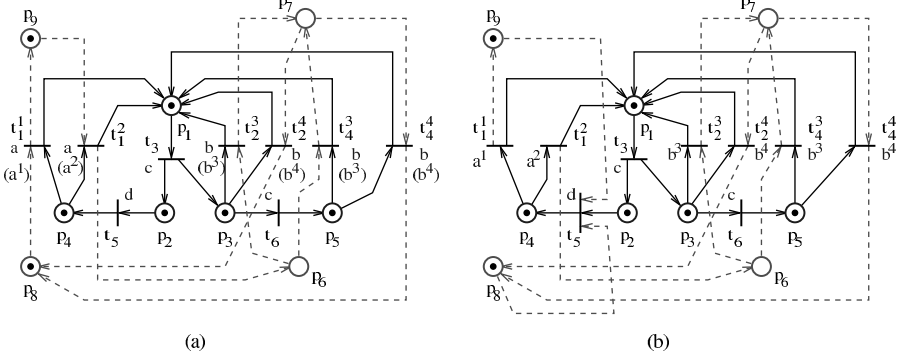 p9 p7 p9 p7
t1^1 t1^2 p1 t2^3 t2^4 t4^3 t4^4 t1^1 t1^2 p1 t2^3 t2^4 t4^3 t4^4
a a t3 b b b b a^1 a^2 t3 b^3 b^4 b^3 b^4
(a^1) (a^2) c (b^3) (b^4) (b^3) (b^4) c
d c d c
p4 t5 p2 p3 t6 p5 p4 t5 p2 p3 t6 p5
p8 p6 p8 p6
(a) (b)